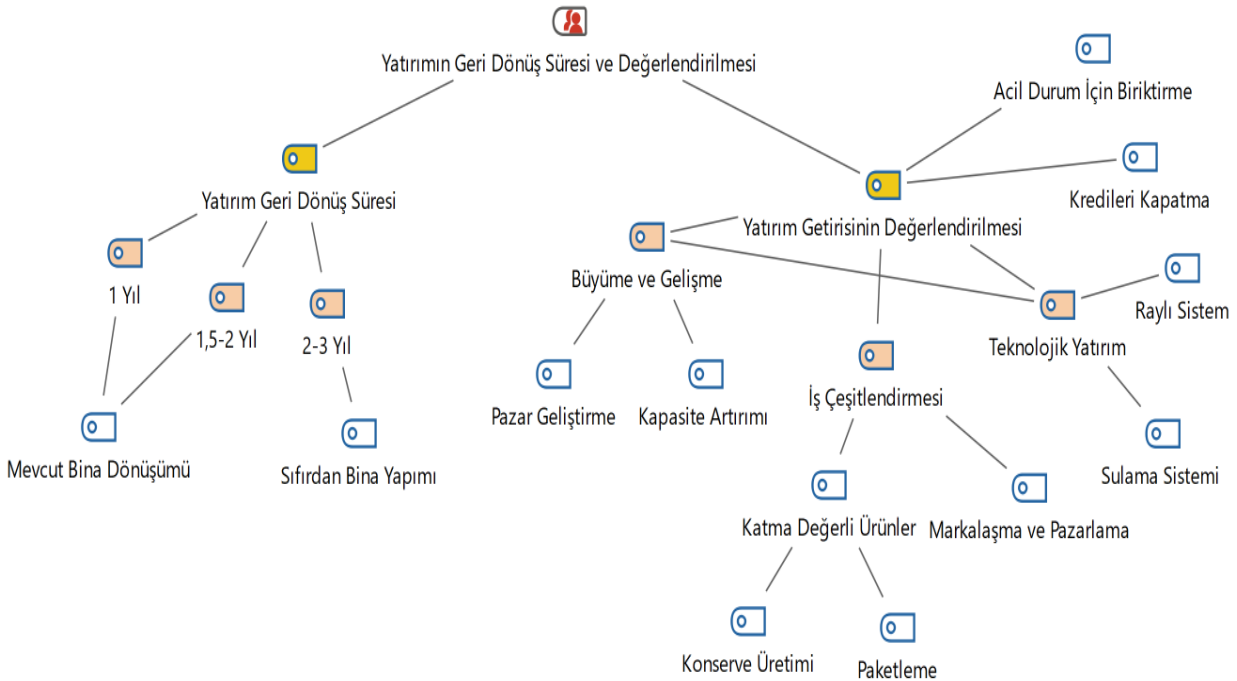 Yatırımın Geri Dönüş Süresi ve Değerlendirilmesi
Acil Durum İçin Biriktirme
Yatırım Geri Dönüş Süresi
Kredileri Kapatma
Yatırım Getirisinin Değerlendirilmesi
Büyüme ve Gelişme
1 Yıl
1,5-2 Yıl
2-3 Yıl
Raylı Sistem
Teknolojik Yatırım
İş Çeşitlendirmesi
Pazar Geliştirme
Kapasite Artırımı
Mevcut Bina Dönüşümü
Sıfırdan Bina Yapımı
Sulama Sistemi
Katma Değerli Ürünler
Markalaşma ve Pazarlama
Konserve Üretimi
Paketleme